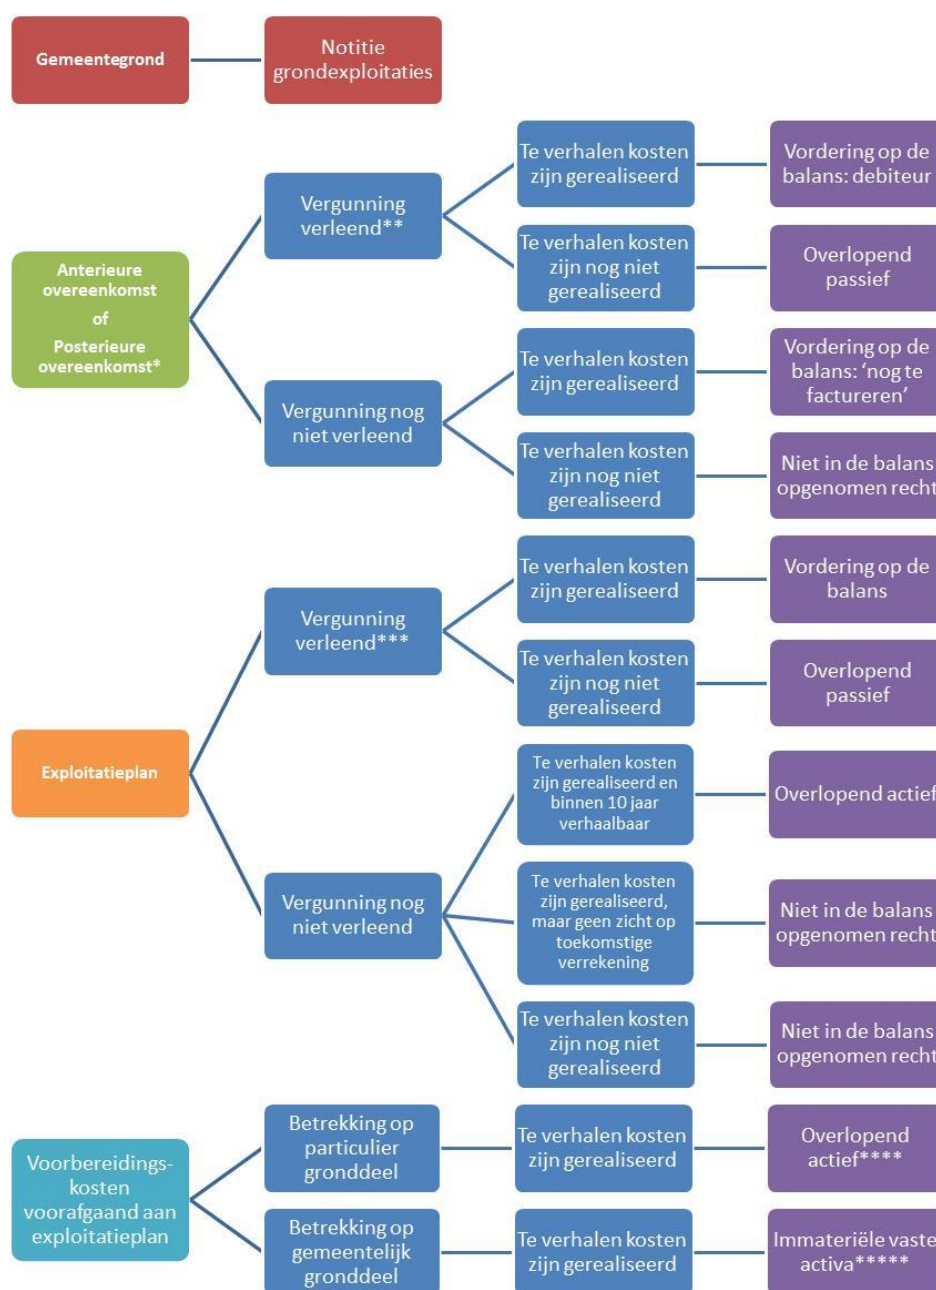 Gemeentegrond
Notitie
grondexploitaties
Anterieure
overeenkomst
of
Posterieure
overeenkomst*
Vergunning
verleend**
Te verhalen kosten
zijn gerealiseerd
Vordering op de
balans: debiteur
Te verhalen kosten
zijn nog niet
gerealiseerd
Overlopend
passief
Vergunning nog
niet verleend
Te verhalen kosten
zijn gerealiseerd
Vordering op de
balans: ‘nog te
factureren’
Te verhalen kosten
zijn nog niet
gerealiseerd
Niet in de balans
opgenomen recht
Exploitatieplan
Vergunning
verleend***
Te verhalen kosten
zijn gerealiseerd
Vordering op de
balans
Te verhalen kosten
zijn nog niet
gerealiseerd
Overlopend
passief
Vergunning nog
niet verleend
Te verhalen kosten
zijn gerealiseerd en
binnen 10 jaar
verhaalbaar
Overlopend actief
Te verhalen kosten
zijn gerealiseerd,
maar geen zicht op
toekomstige
verrekening
Niet in de balans
opgenomen recht
Te verhalen kosten
zijn nog niet
gerealiseerd
Niet in de balans
opgenomen recht
Voorbereidings-
kosten
voorafgaand aan
exploitatieplan
Betrekking op
particulier
gronddeel
Te verhalen kosten
zijn gerealiseerd
Overlopend
actief****
Betrekking op
gemeentelijk
gronddeel
Te verhalen kosten
zijn gerealiseerd
Immateriële vaste
activa*****